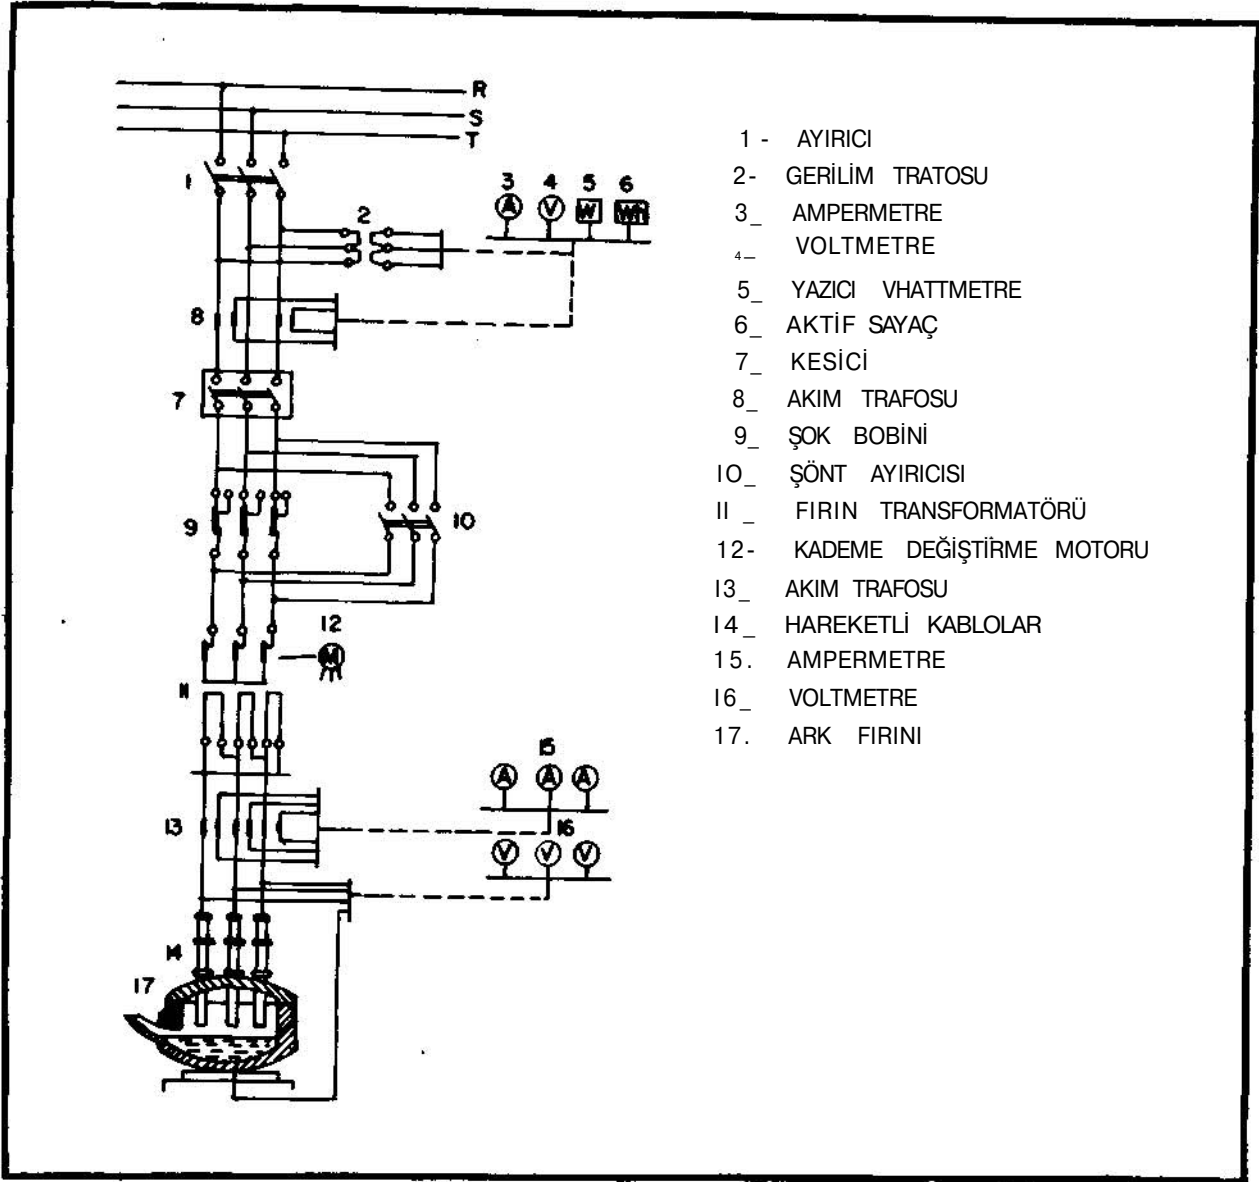 R
S
T
1
2
3 4 5 6
A V W Wh
8
7
9
10
12
M
11
15
A A A
13
16
V V V
14
17
1 - AYIRICI
2- GERİLİM TRATOSU
3_ AMPERMETRE
4_ VOLTMETRE
5_ YAZICI VHATTMETRE
6_ AKTİF SAYAÇ
7_ KESİCİ
8_ AKIM TRAFOSU
9_ ŞOK BOBİNİ
IO_ ŞÖNT AYIRICISI
II _ FIRIN TRANSFORMATÖRÜ
12- KADEME DEĞİŞTİRME MOTORU
I3_ AKIM TRAFOSU
I4_ HAREKETLİ KABLOLAR
15. AMPERMETRE
I6_ VOLTMETRE
17. ARK FIRINI